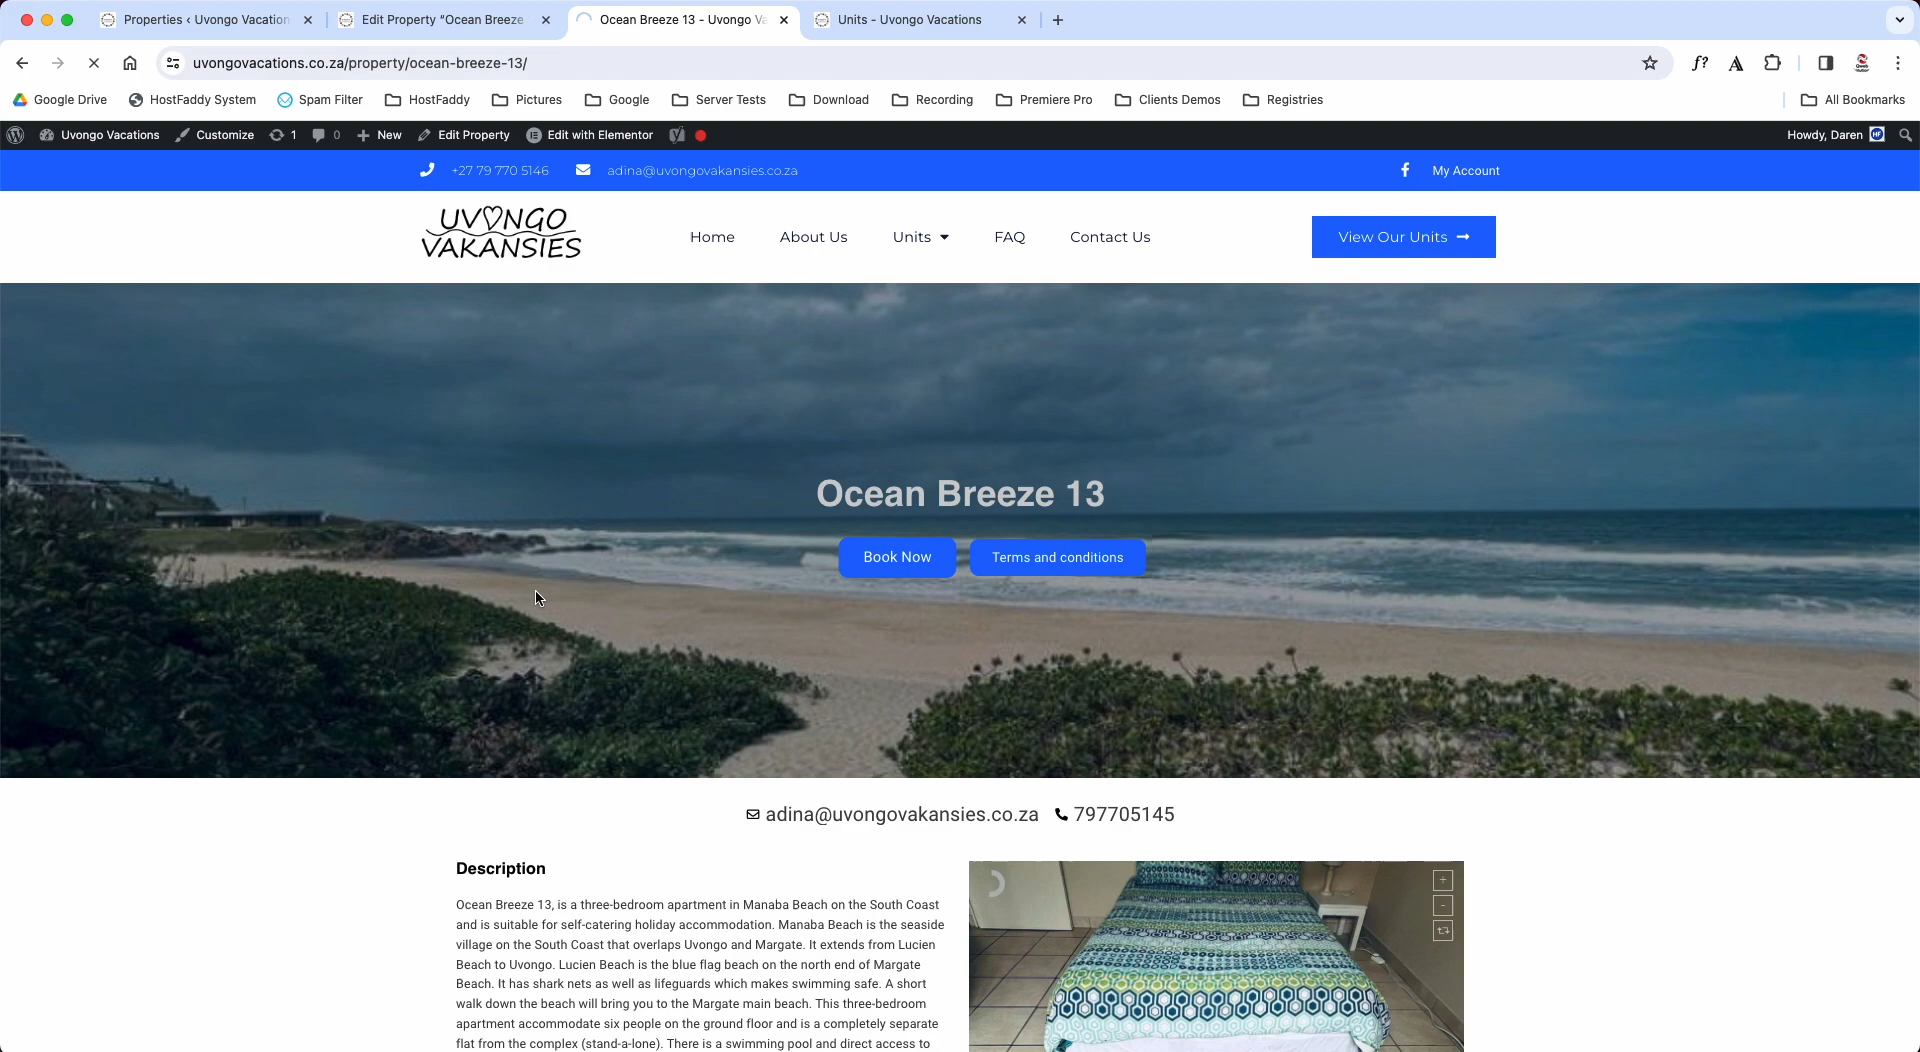 Properties ‹ Uvongo Vacation
Edit Property “Ocean Breeze
Ocean Breeze 13 - Uvongo Va
Units - Uvongo Vacations
uvongovacations.co.za/property/ocean-breeze-13/
f?
A
Google Drive
HostFaddy System
Spam Filter
HostFaddy
Pictures
Google
Server Tests
Download
Recording
Premiere Pro
Clients Demos
Registries
All Bookmarks
Uvongo Vacations
Customize
1
0
New
Edit Property
Edit with Elementor
Howdy, Daren
+27 79 770 5146
adina@uvongovakansies.co.za
My Account
UVONGO
VAKANSIES
Home
About Us
Units
FAQ
Contact Us
View Our Units
Ocean Breeze 13
Book Now
Terms and conditions
adina@uvongovakansies.co.za
797705145
Description
Ocean Breeze 13, is a three-bedroom apartment in Manaba Beach on the South Coast
and is suitable for self-catering holiday accommodation. Manaba Beach is the seaside
village on the South Coast that overlaps Uvongo and Margate. It extends from Lucien
Beach to Uvongo. Lucien Beach is the blue flag beach on the north end of Margate
Beach. It has shark nets as well as lifeguards which makes swimming safe. A short
walk down the beach will bring you to the Margate main beach. This three-bedroom
apartment accommodate six people on the ground floor and is a completely separate
flat from the complex (stand-a-lone). There is a swimming pool and direct access to
+
-